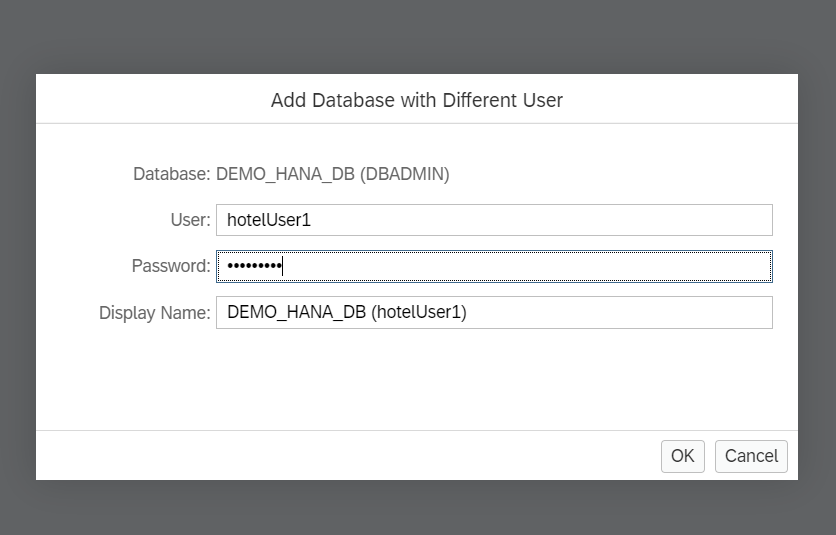 Add Database with Different User
Database: DEMO_HANA_DB (DBADMIN)
User: hotelUser1
Password: •••••••••
Display Name: DEMO_HANA_DB (hotelUser1)
OK Cancel